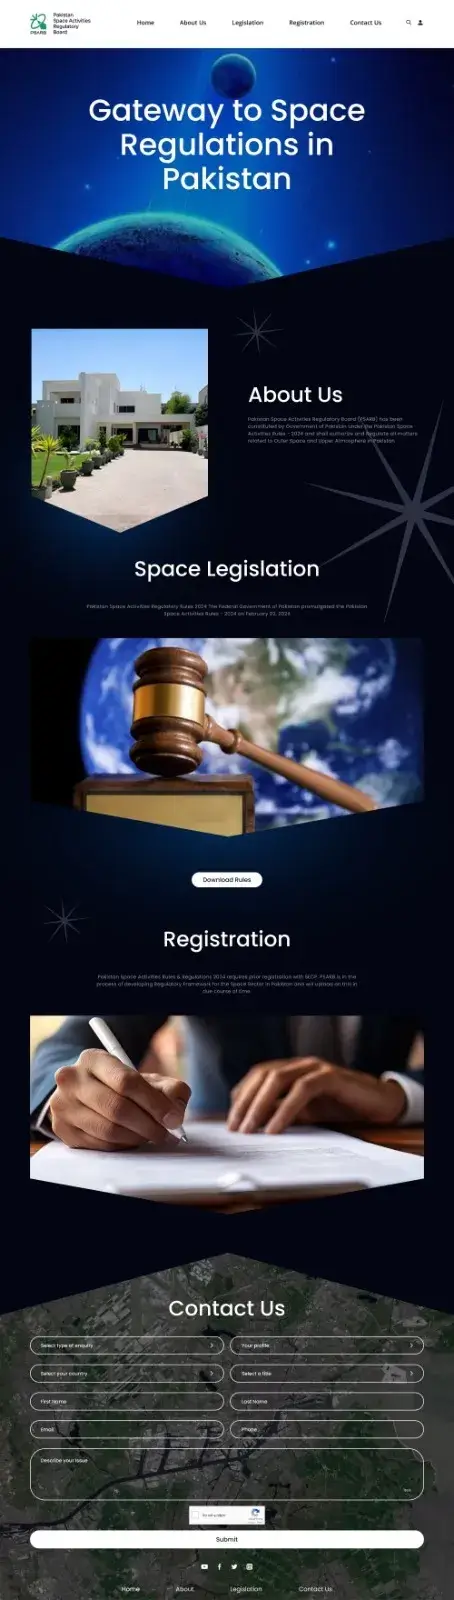 PSARB
Pakistan
Space Activities
Regulatory
Board
Home
About Us
Legislation
Registration
Contact Us
Gateway to Space
Regulations in
Pakistan
About Us
Pakistan Space Activities Regulatory Board (PSARB) has been
constituted by Government of Pakistan under the Pakistan Space
Activities Rules - 2024 and shall authorize and Regulate all matters
related to Outer Space and Upper Atmosphere in Pakistan
Space Legislation
Pakistan Space Activities Regulatory Rules 2024 The Federal Government of Pakistan promulgated the Pakistan
Space Activities Rules - 2024 on February 2024
Download Rules
Registration
Pakistan Space Activities Rules & Regulations 2024 requires prior registration with SECP. PSARB is in the
process of developing Regulatory Framework for the Space Sector in Pakistan and will update on this in
due course of time.
Contact Us
Select type of enquiry
Your profile
Select your country
Select a title
First Name
Last Name
Email
Phone
Describe your issue
I'm not a robot
Submit
Home
About
Legislation
Contact Us